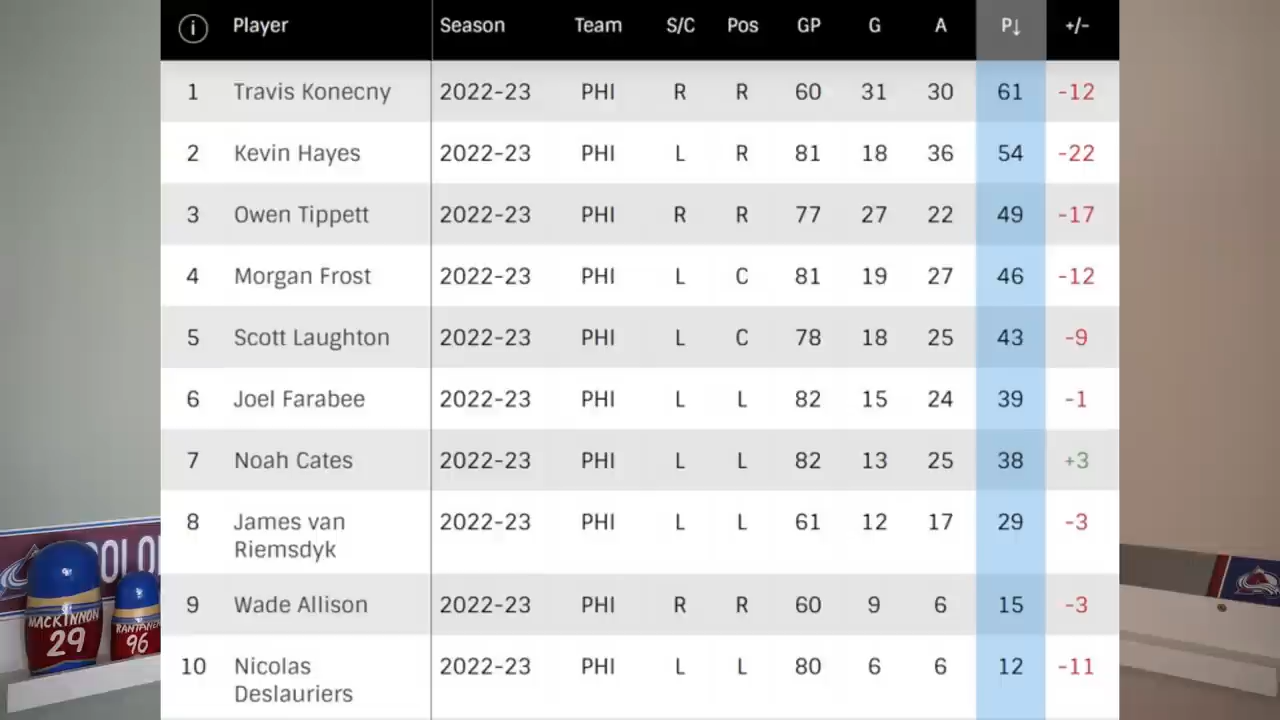 i Player Season Team S/C Pos GP G A P↓ +/-
1 Travis Konecny 2022-23 PHI R R 60 31 30 61 -12
2 Kevin Hayes 2022-23 PHI L R 81 18 36 54 -22
3 Owen Tippett 2022-23 PHI R R 77 27 22 49 -17
4 Morgan Frost 2022-23 PHI L C 81 19 27 46 -12
5 Scott Laughton 2022-23 PHI L C 78 18 25 43 -9
6 Joel Farabee 2022-23 PHI L L 82 15 24 39 -1
7 Noah Cates 2022-23 PHI L L 82 13 25 38 +3
8 James van 2022-23 PHI L L 61 12 17 29 -3
Riemsdyk
9 Wade Allison 2022-23 PHI R R 60 9 6 15 -3
10 Nicolas 2022-23 PHI L L 80 6 6 12 -11
Deslauriers
OLO
MACKINNON
29
96